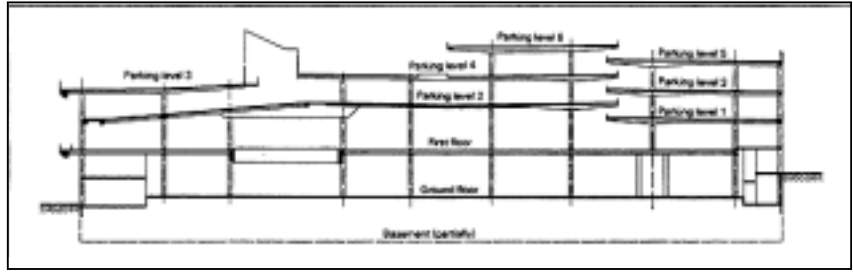 Parking level 6
Parking level 5
Parking level 4
Parking level 3
Parking level 2
Parking level 2
Parking level 1
First floor
Ground floor
Basement (partially)